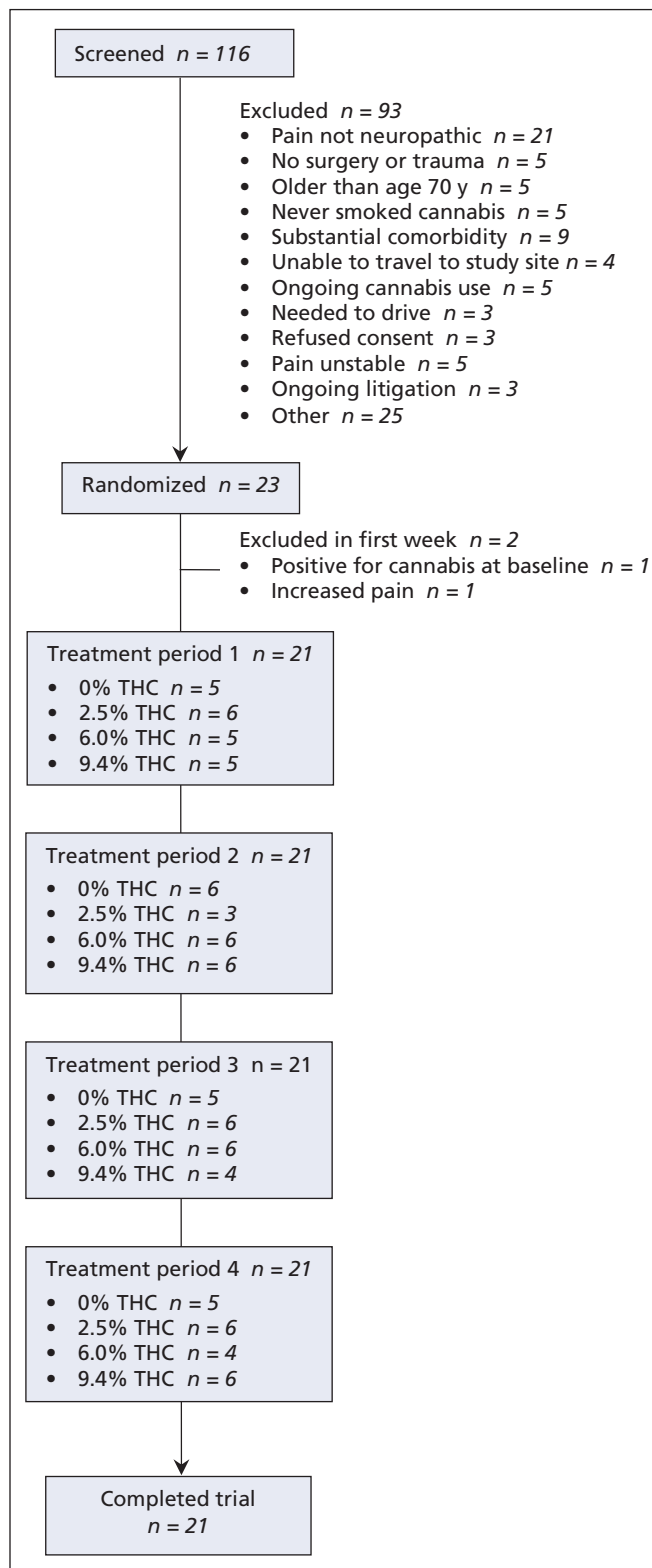 Screened n = 116
Excluded n = 93
• Pain not neuropathic n = 21
• No surgery or trauma n = 5
• Older than age 70 y n = 5
• Never smoked cannabis n = 5
• Substantial comorbidity n = 9
• Unable to travel to study site n = 4
• Ongoing cannabis use n = 5
• Needed to drive n = 3
• Refused consent n = 3
• Pain unstable n = 5
• Ongoing litigation n = 3
• Other n = 25
Randomized n = 23
Excluded in first week n = 2
• Positive for cannabis at baseline n = 1
• Increased pain n = 1
Treatment period 1 n = 21
• 0% THC n = 5
• 2.5% THC n = 6
• 6.0% THC n = 5
• 9.4% THC n = 5
Treatment period 2 n = 21
• 0% THC n = 6
• 2.5% THC n = 3
• 6.0% THC n = 6
• 9.4% THC n = 6
Treatment period 3 n = 21
• 0% THC n = 5
• 2.5% THC n = 6
• 6.0% THC n = 6
• 9.4% THC n = 4
Treatment period 4 n = 21
• 0% THC n = 5
• 2.5% THC n = 6
• 6.0% THC n = 4
• 9.4% THC n = 6
Completed trial
n = 21